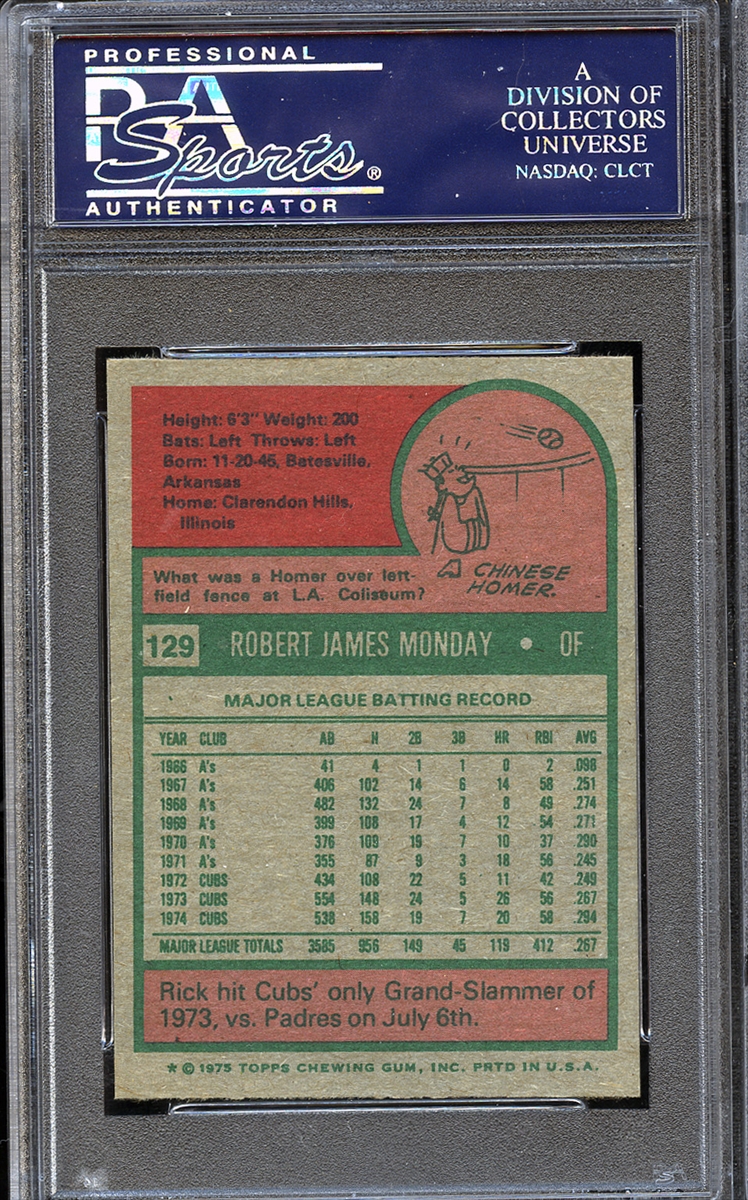 PROFESSIONAL
PSA
Sports®
AUTHENTICATOR
A
DIVISION OF
COLLECTORS
UNIVERSE
NASDAQ: CLCT
Height: 6'3" Weight: 200
Bats: Left Throws: Left
Born: 11-20-45, Batesville,
Arkansas
Home: Clarendon Hills,
Illinois
What was a Homer over left-
field fence at L.A. Coliseum?
A CHINESE
HOMER.
129 ROBERT JAMES MONDAY • OF
MAJOR LEAGUE BATTING RECORD
YEAR CLUB AB H 2B 3B HR RBI AVG
1966 A's 41 4 1 1 0 2 .098
1967 A's 406 102 14 6 14 58 .251
1968 A's 482 132 24 7 8 49 .274
1969 A's 399 108 17 4 12 54 .271
1970 A's 376 109 19 7 10 37 .290
1971 A's 355 87 9 3 18 56 .245
1972 CUBS 434 108 22 5 11 42 .249
1973 CUBS 554 148 24 5 26 56 .267
1974 CUBS 538 158 19 7 20 58 .294
MAJOR LEAGUE TOTALS 3585 956 149 45 119 412 .267
Rick hit Cubs' only Grand-Slammer of
1973, vs. Padres on July 6th.
* © 1975 TOPPS CHEWING GUM, INC. PRTD IN U.S.A.